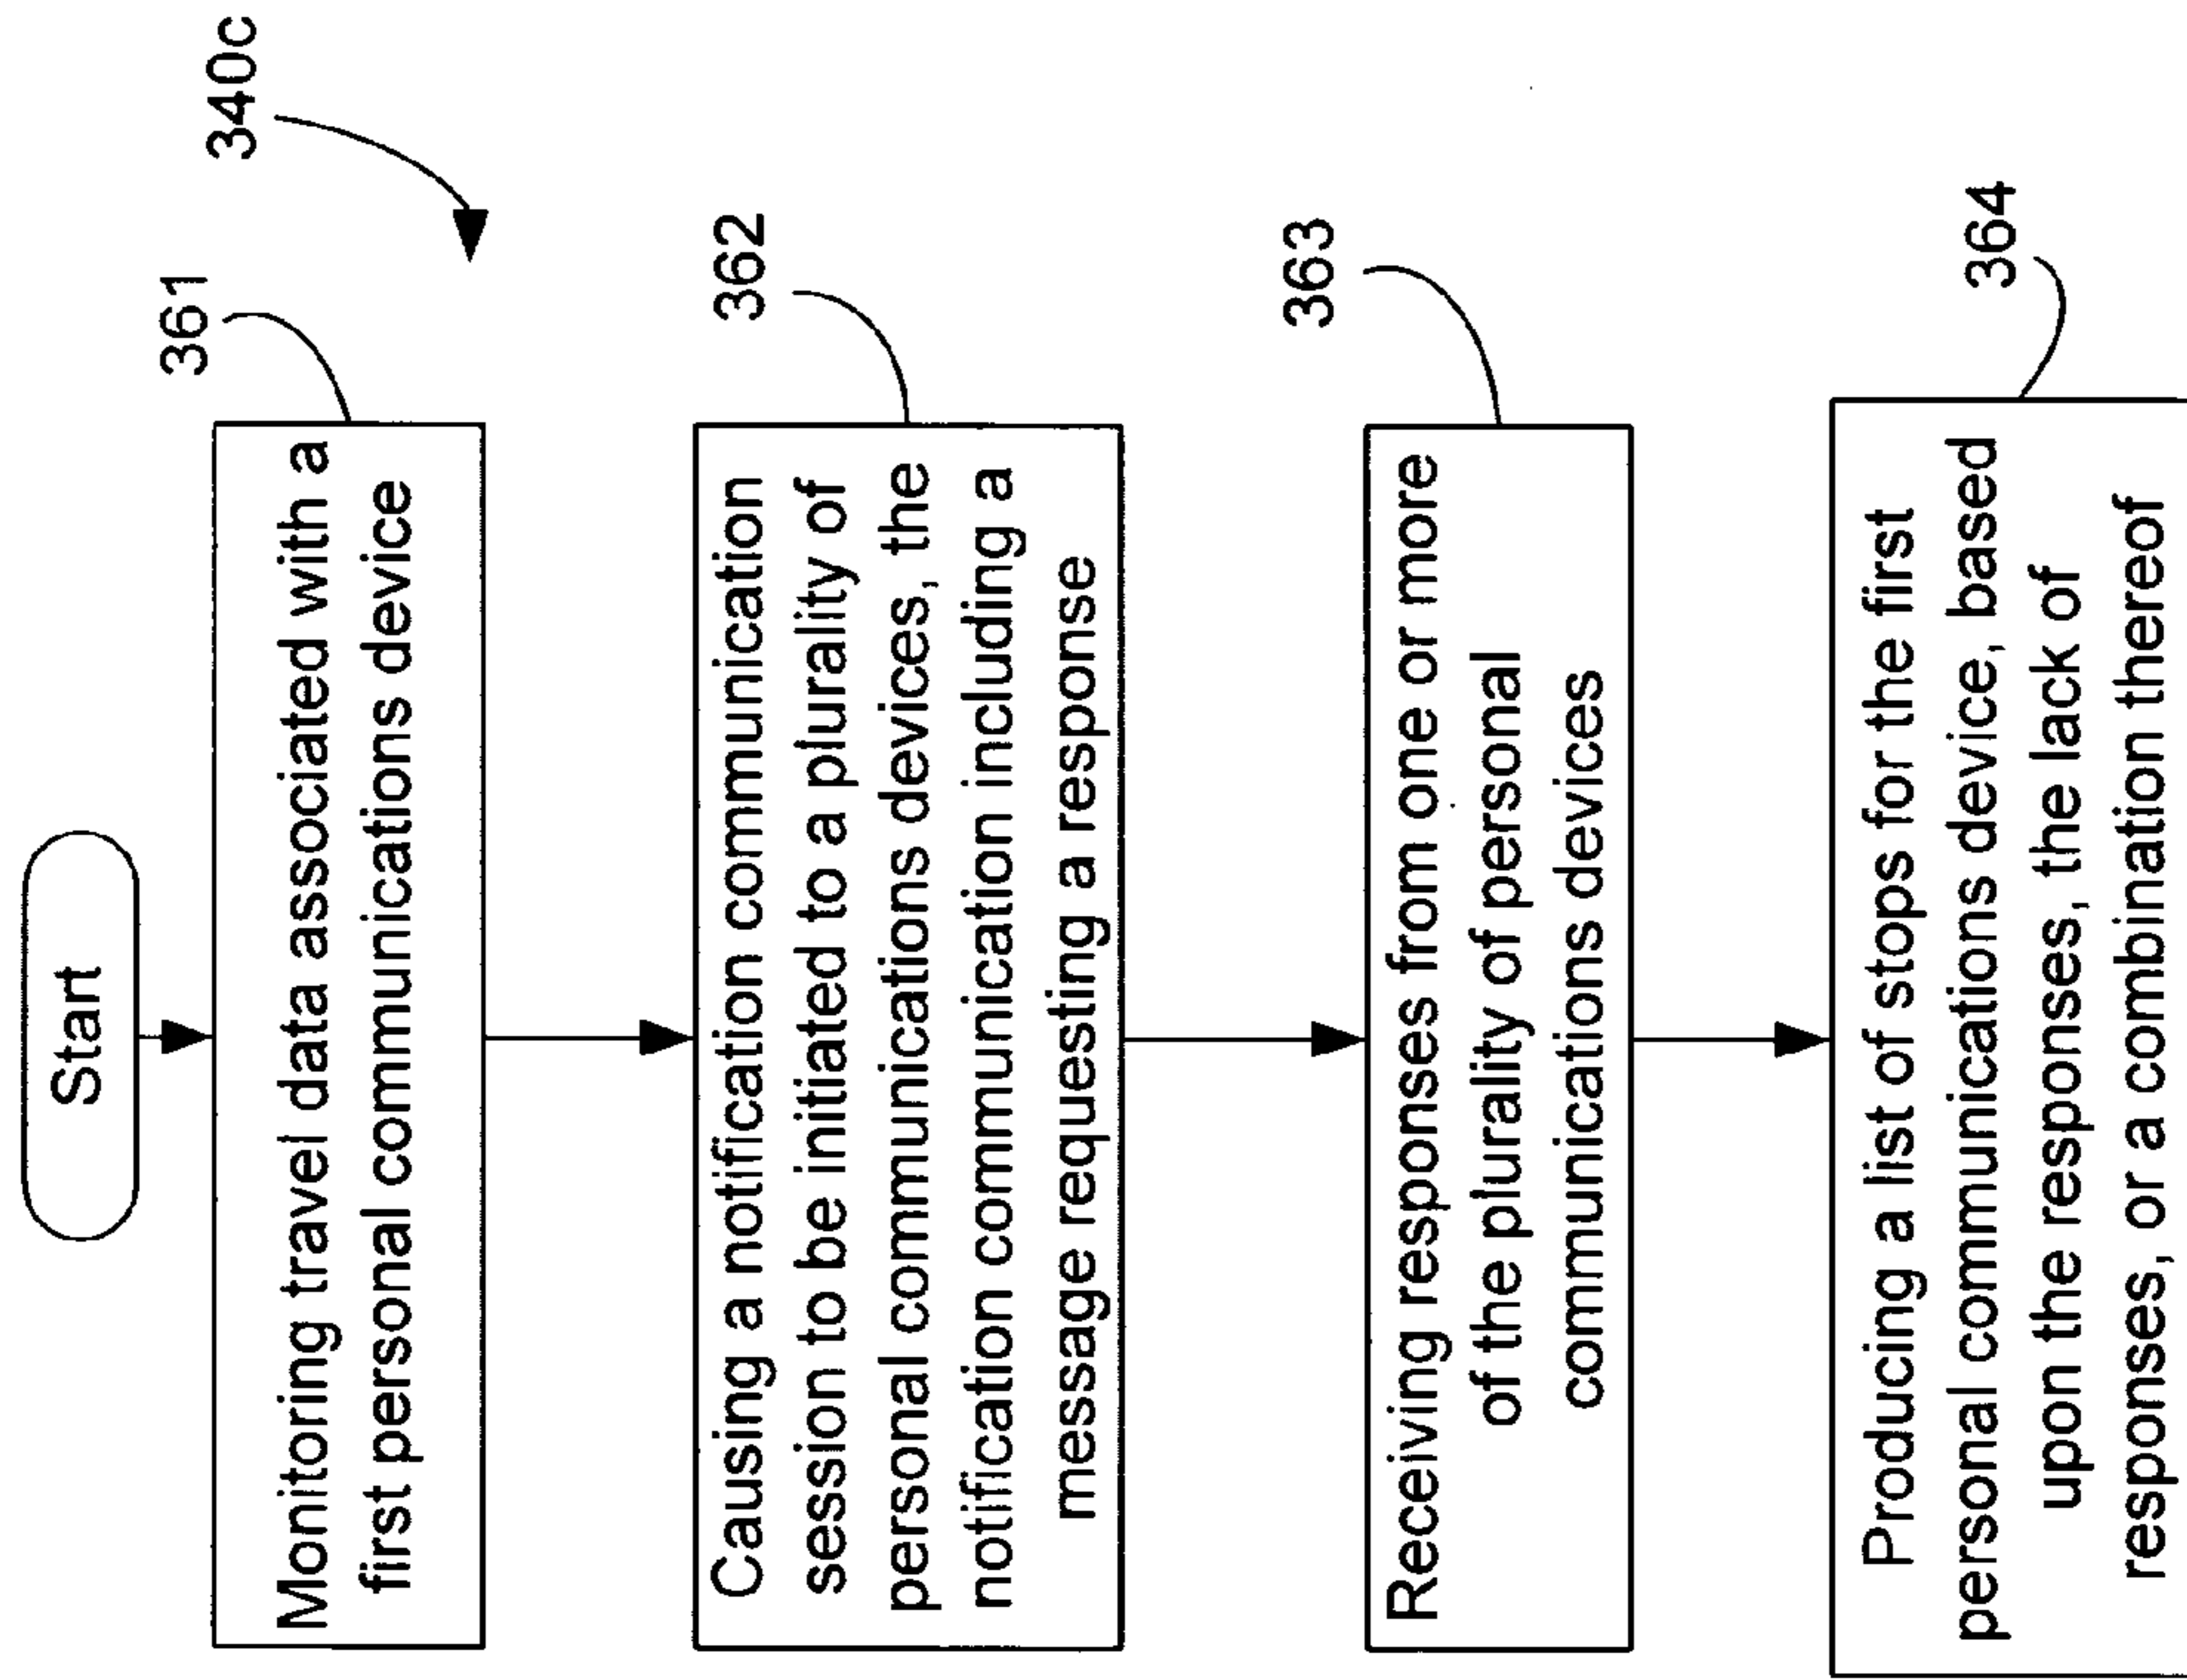 Start
340c
361
Monitoring travel data associated with a
first personal communications device
362
Causing a notification communication
session to be initiated to a plurality of
personal communications devices, the
notification communication including a
message requesting a response
363
Receiving responses from one or more
of the plurality of personal
communications devices
364
Producing a list of stops for the first
personal communications device, based
upon the responses, the lack of
responses, or a combination thereof